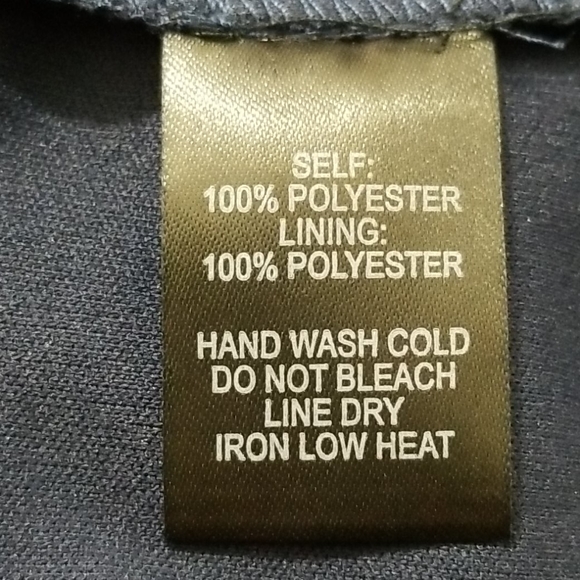 SELF:
100% POLYESTER
LINING:
100% POLYESTER
HAND WASH COLD
DO NOT BLEACH
LINE DRY
IRON LOW HEAT